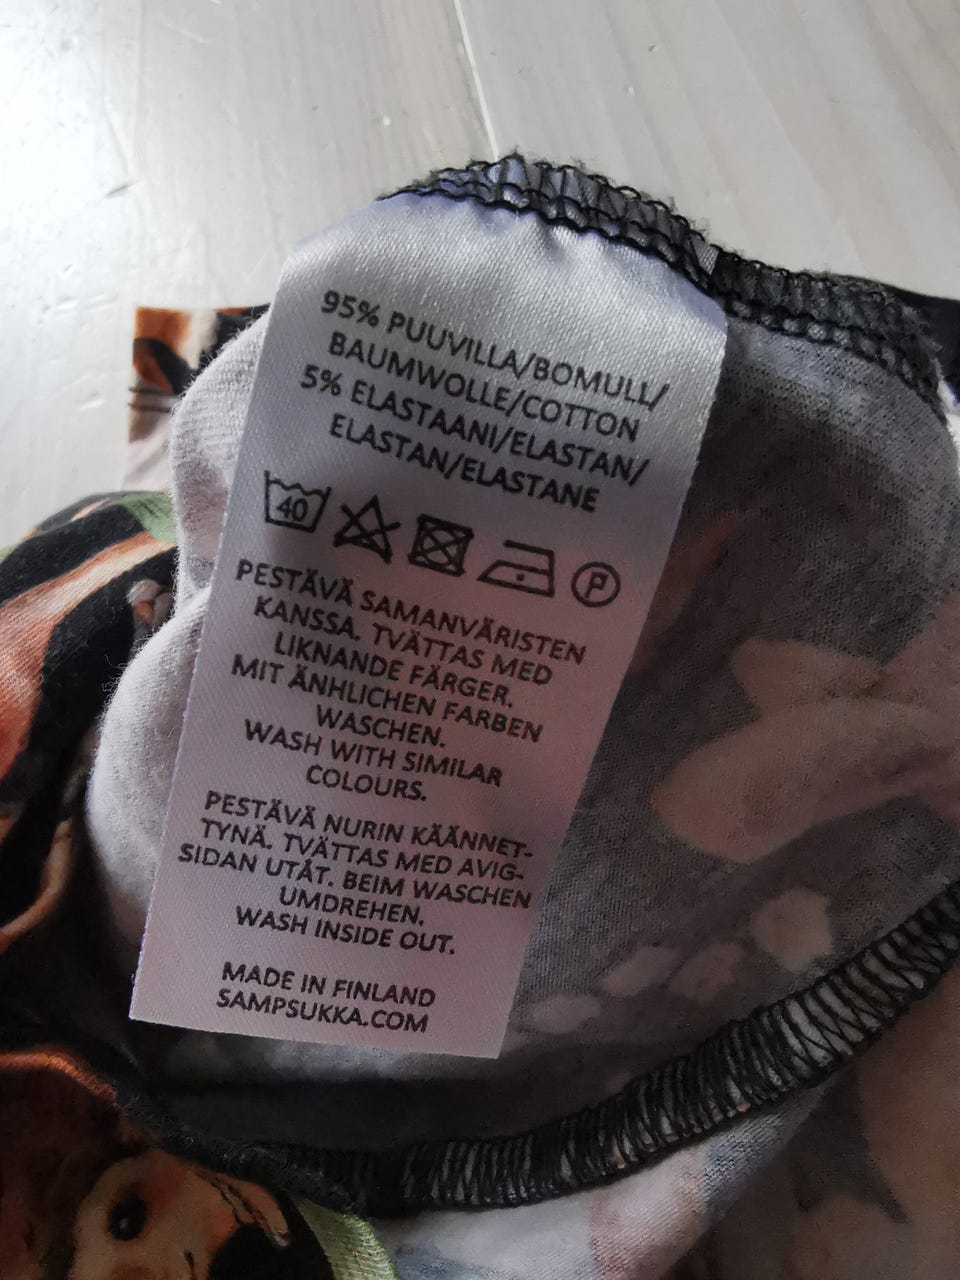 95% PUUVILLA/BOMULL/
BAUMWOLLE/COTTON
5% ELASTAANI/ELASTAN/
ELASTAN/ELASTANE
40
P
PESTÄVÄ SAMANVÄRISTEN
KANSSA. TVÄTTAS MED
LIKNANDE FÄRGER.
MIT ÄNHLICHEN FARBEN
WASCHEN.
WASH WITH SIMILAR
COLOURS.
PESTÄVÄ NURIN KÄÄNNET-
TYNÄ. TVÄTTAS MED AVIG-
SIDAN UTÅT. BEIM WASCHEN
UMDREHEN.
WASH INSIDE OUT.
MADE IN FINLAND
SAMPSUKKA.COM